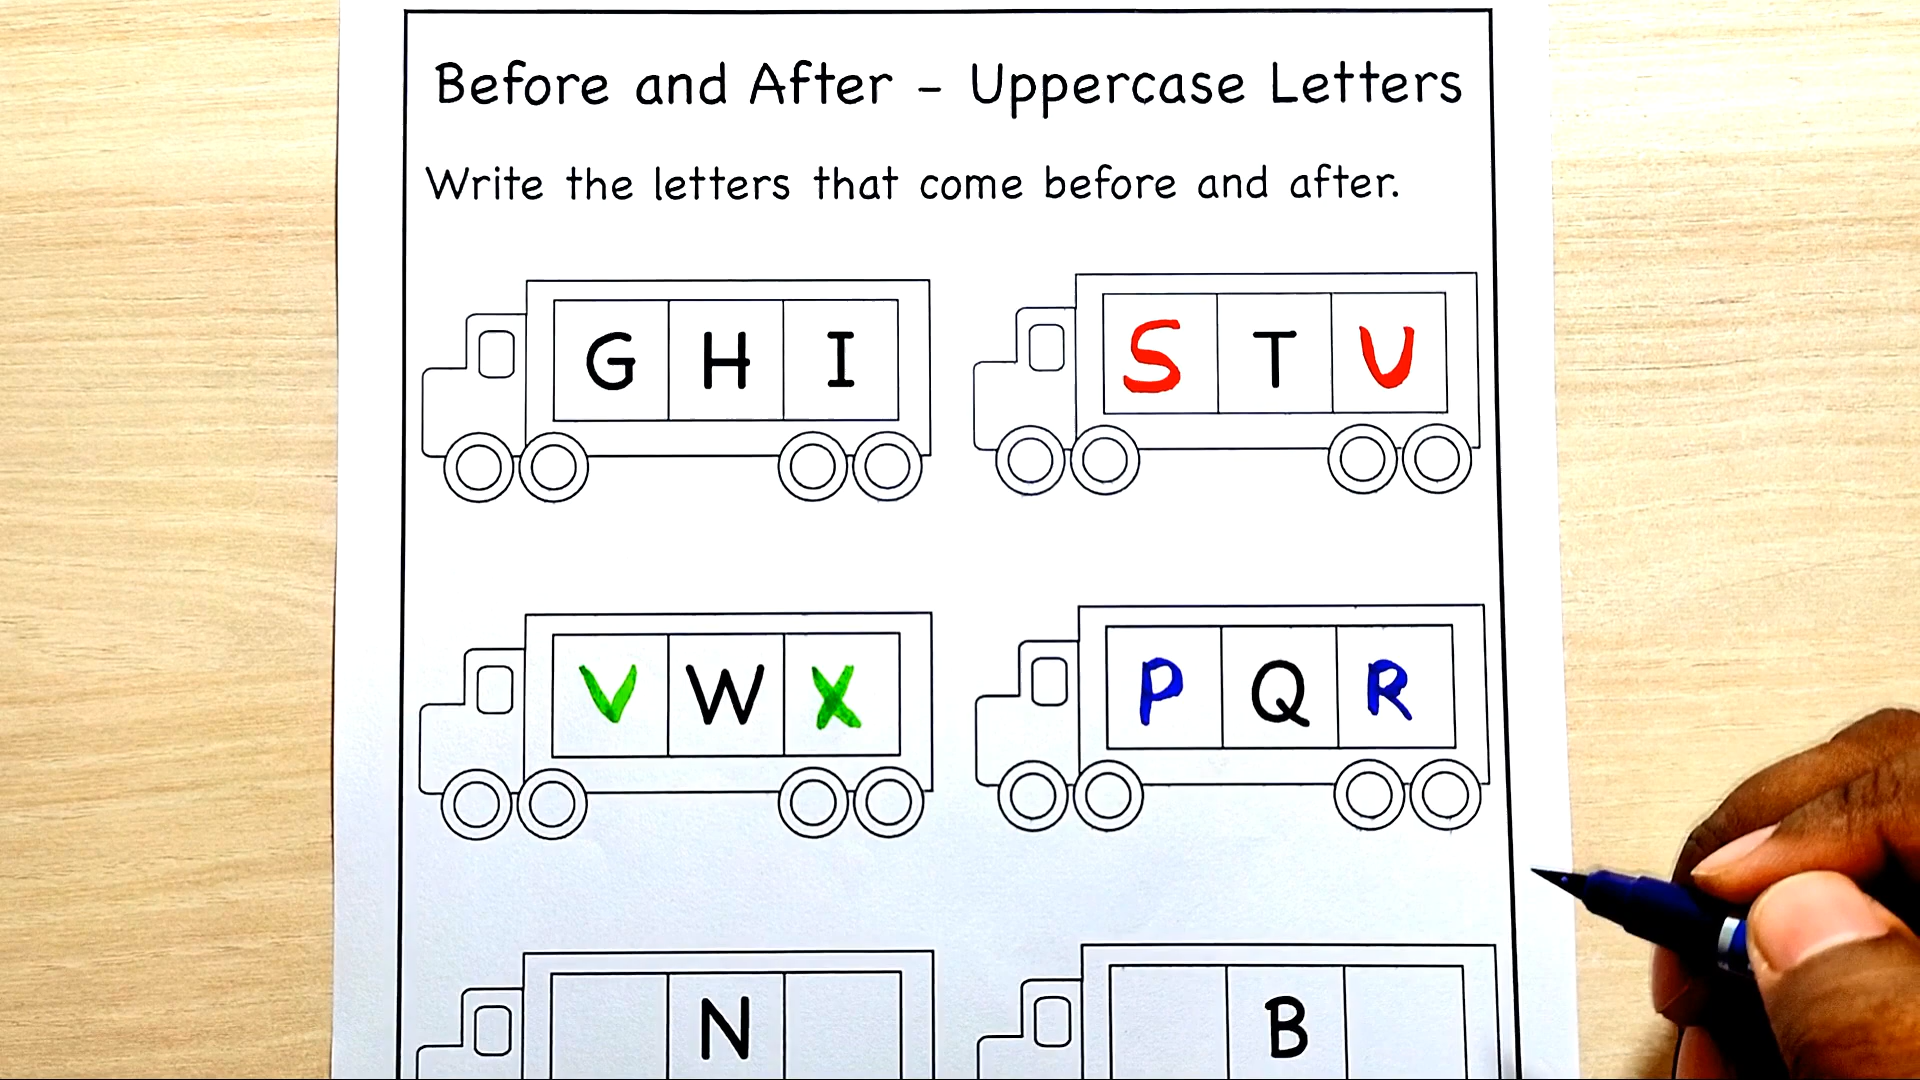 Before and After – Uppercase Letters
Write the letters that come before and after.
G H I S T U
V W X P Q R
N B